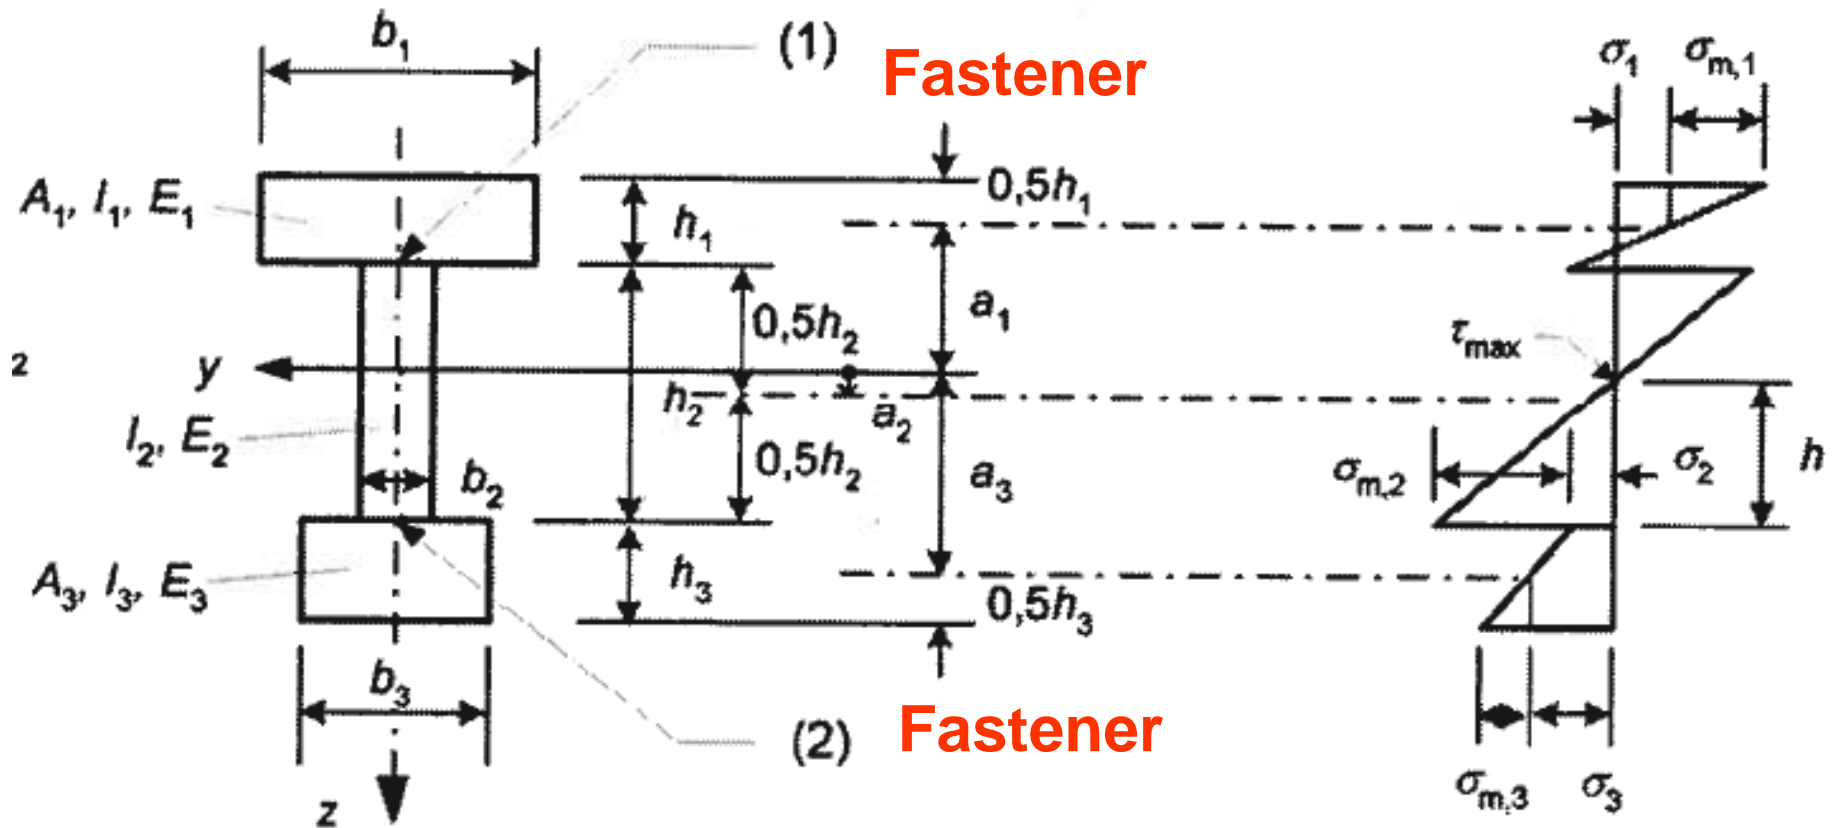 b₁
(1) Fastener
σ₁ σm,1
A₁, I₁, E₁
h₁
0,5h₁
a₁
0,5h₂
τmax
2
y
h₂
a₂
I₂, E₂
b₂
0,5h₂
a₃
σm,2
σ₂
h
A₃, I₃, E₃
h₃
0,5h₃
b₃
(2) Fastener
z
σm,3 σ₃